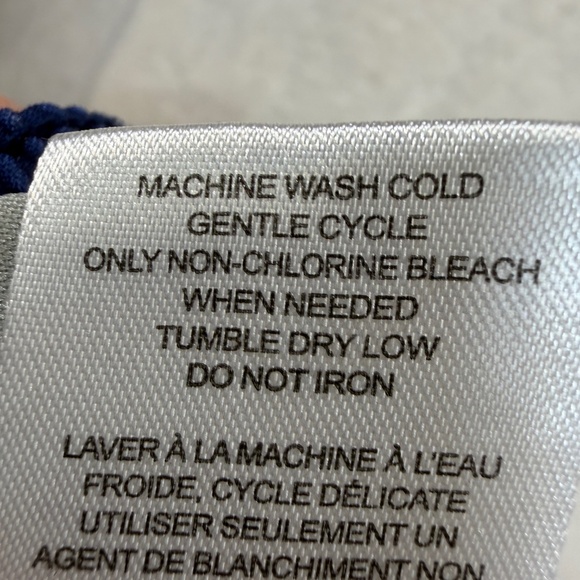 MACHINE WASH COLD
GENTLE CYCLE
ONLY NON-CHLORINE BLEACH
WHEN NEEDED
TUMBLE DRY LOW
DO NOT IRON
LAVER À LA MACHINE À L'EAU
FROIDE, CYCLE DÉLICATE
UTILISER SEULEMENT UN
AGENT DE BLANCHIMENT NON